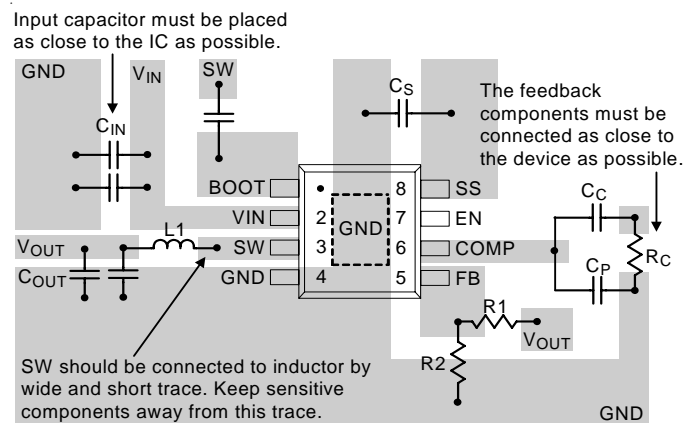 Input capacitor must be placed
as close to the IC as possible.
GND
VIN
SW
CS
CIN
The feedback
components must be
connected as close to
the device as possible.
BOOT
VIN
SW
GND
2
3
4
GND
8
7
6
5
SS
EN
COMP
FB
CC
CP
RC
VOUT
L1
COUT
R1
R2
VOUT
SW should be connected to inductor by
wide and short trace. Keep sensitive
components away from this trace.
GND